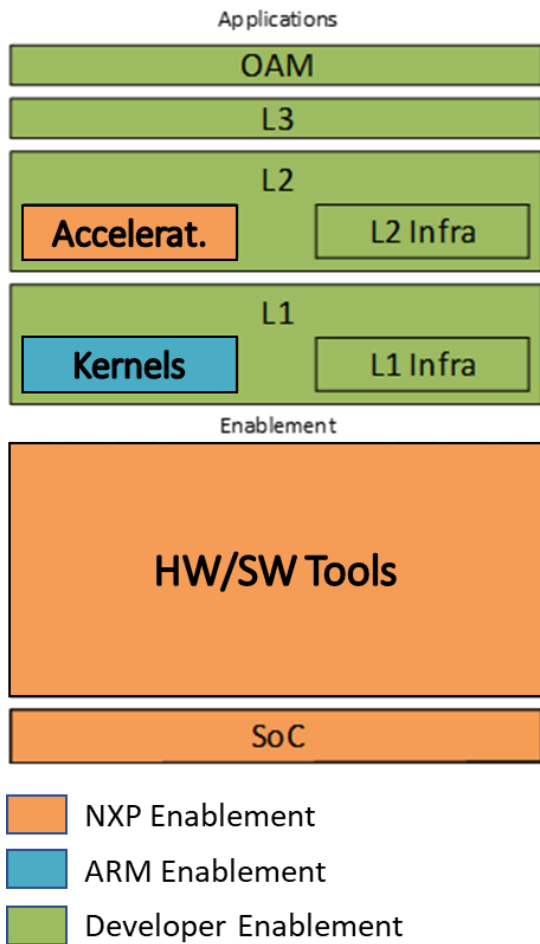 Applications
OAM
L3
L2
Accelerat.
L2 Infra
L1
Kernels
L1 Infra
Enablement
HW/SW Tools
SoC
NXP Enablement
ARM Enablement
Developer Enablement